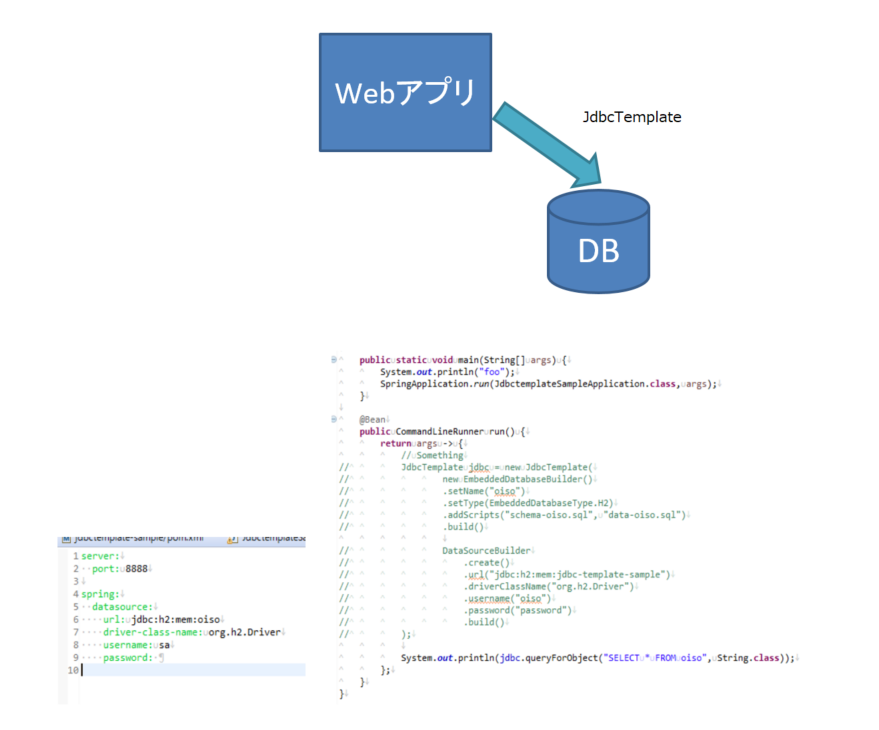 Webアプリ
JdbcTemplate
DB
public static void main(String[] args) {
System.out.println("foo");
SpringApplication.run(JdbctemplateSampleApplication.class, args);
}
@Bean
public CommandLineRunner run() {
return args -> {
// Something
// JdbcTemplate jdbc = new JdbcTemplate(
// new EmbeddedDatabaseBuilder()
// .setName("oiso")
// .setType(EmbeddedDatabaseType.H2)
// .addScripts("schema-oiso.sql", "data-oiso.sql")
// .build()
// DataSourceBuilder
// .create()
// .url("jdbc:h2:mem:jdbc-template-sample")
// .driverClassName("org.h2.Driver")
// .username("oiso")
// .password("password")
// .build()
// );
System.out.println(jdbc.queryForObject("SELECT * FROM oiso", String.class));
};
}
}
jdbctemplate-sample/pom.xml
1 server:
2 port: 8888
3
4 spring:
5 datasource:
6 url: jdbc:h2:mem:oiso
7 driver-class-name: org.h2.Driver
8 username: sa
9 password:
10